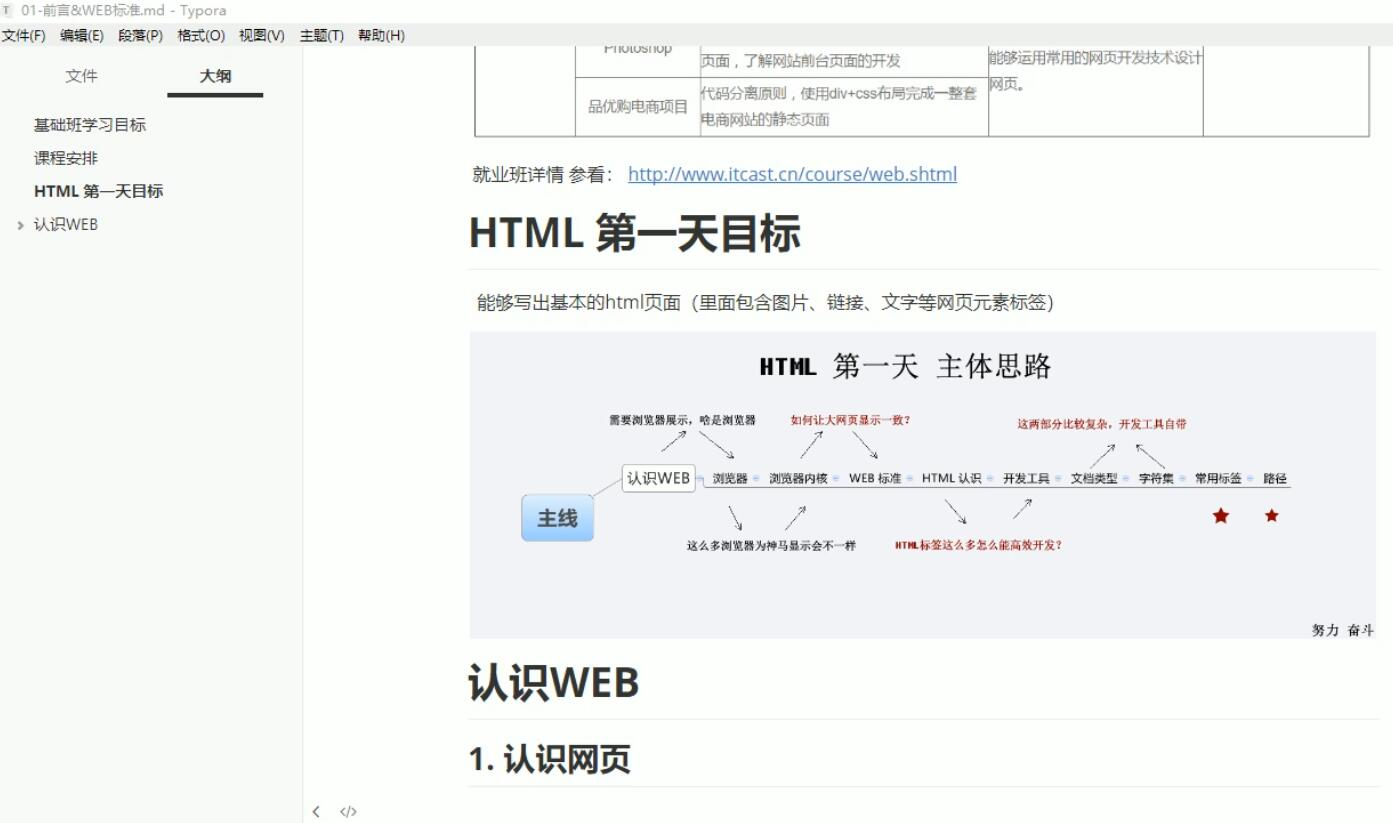 T 01-前言&WEB标准.md - Typora
文件(F) 编辑(E) 段落(P) 格式(O) 视图(V) 主题(T) 帮助(H)
文件 大纲
基础班学习目标
课程安排
HTML 第一天目标
认识WEB
Photoshop
页面，了解网站前台页面的开发
能够运用常用的网页开发技术设计
网页。
品优购电商项目
代码分离原则，使用div+css布局完成一整套
电商网站的静态页面
就业班详情 参看： http://www.itcast.cn/course/web.shtml
HTML 第一天目标
能够写出基本的html页面（里面包含图片、链接、文字等网页元素标签）
HTML 第一天 主体思路
需要浏览器展示，啥是浏览器 如何让大网页显示一致？ 这两部分比较复杂，开发工具自带
认识WEB 浏览器 浏览器内核 WEB 标准 HTML 认识 开发工具 文档类型 字符集 常用标签 路径
主线
这么多浏览器为神马显示会不一样 HTML标签这么多怎么能高效开发？
努力 奋斗
认识WEB
1. 认识网页